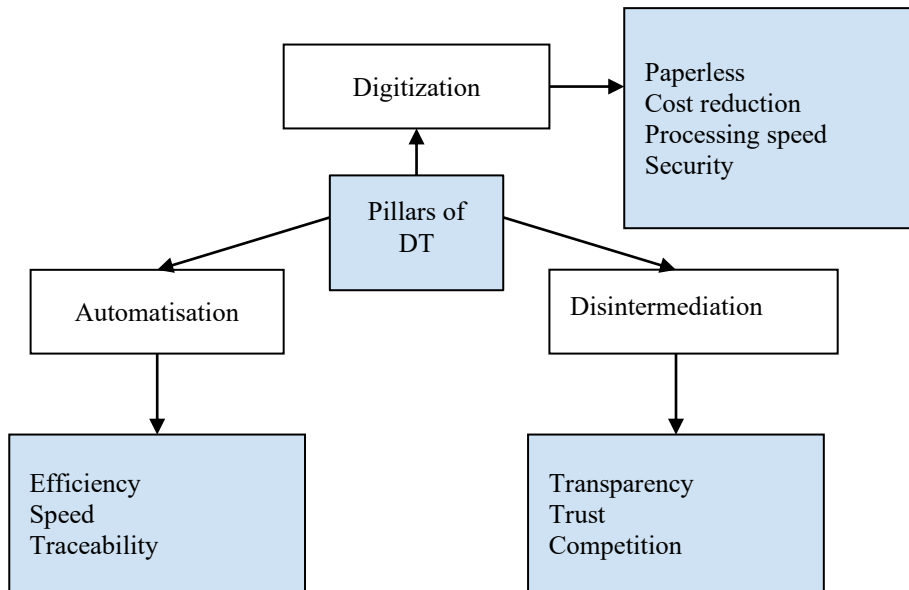 Digitization
Paperless
Cost reduction
Processing speed
Security
Pillars of
DT
Automatisation
Disintermediation
Efficiency
Speed
Traceability
Transparency
Trust
Competition